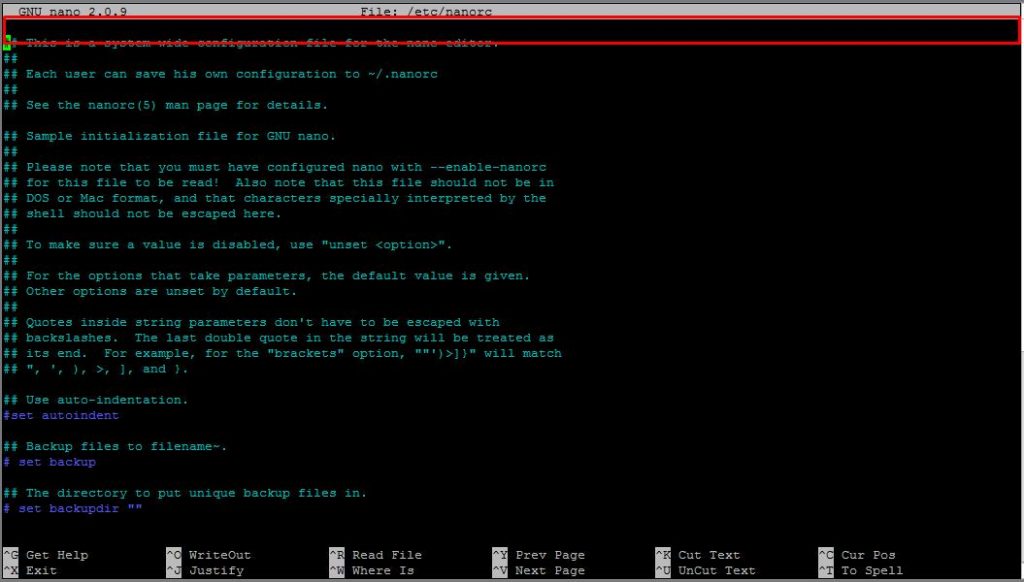 GNU nano 2.0.9 File: /etc/nanorc
## This is a system-wide configuration file for the nano editor.
##
## Each user can save his own configuration to ~/.nanorc
##
## See the nanorc(5) man page for details.
## Sample initialization file for GNU nano.
##
## Please note that you must have configured nano with --enable-nanorc
## for this file to be read!  Also note that this file should not be in
## DOS or Mac format, and that characters specially interpreted by the
## shell should not be escaped here.
##
## To make sure a value is disabled, use "unset <option>".
##
## For the options that take parameters, the default value is given.
## Other options are unset by default.
##
## Quotes inside string parameters don't have to be escaped with
## backslashes.  The last double quote in the string will be treated as
## its end.  For example, for the "brackets" option, ""')>]}" will match
## ", ', ), >, ], and }.
## Use auto-indentation.
#set autoindent
## Backup files to filename~.
# set backup
## The directory to put unique backup files in.
# set backupdir ""
^G Get Help ^O WriteOut ^R Read File ^Y Prev Page ^K Cut Text ^C Cur Pos
^X Exit ^J Justify ^W Where Is ^V Next Page ^U UnCut Text ^T To Spell